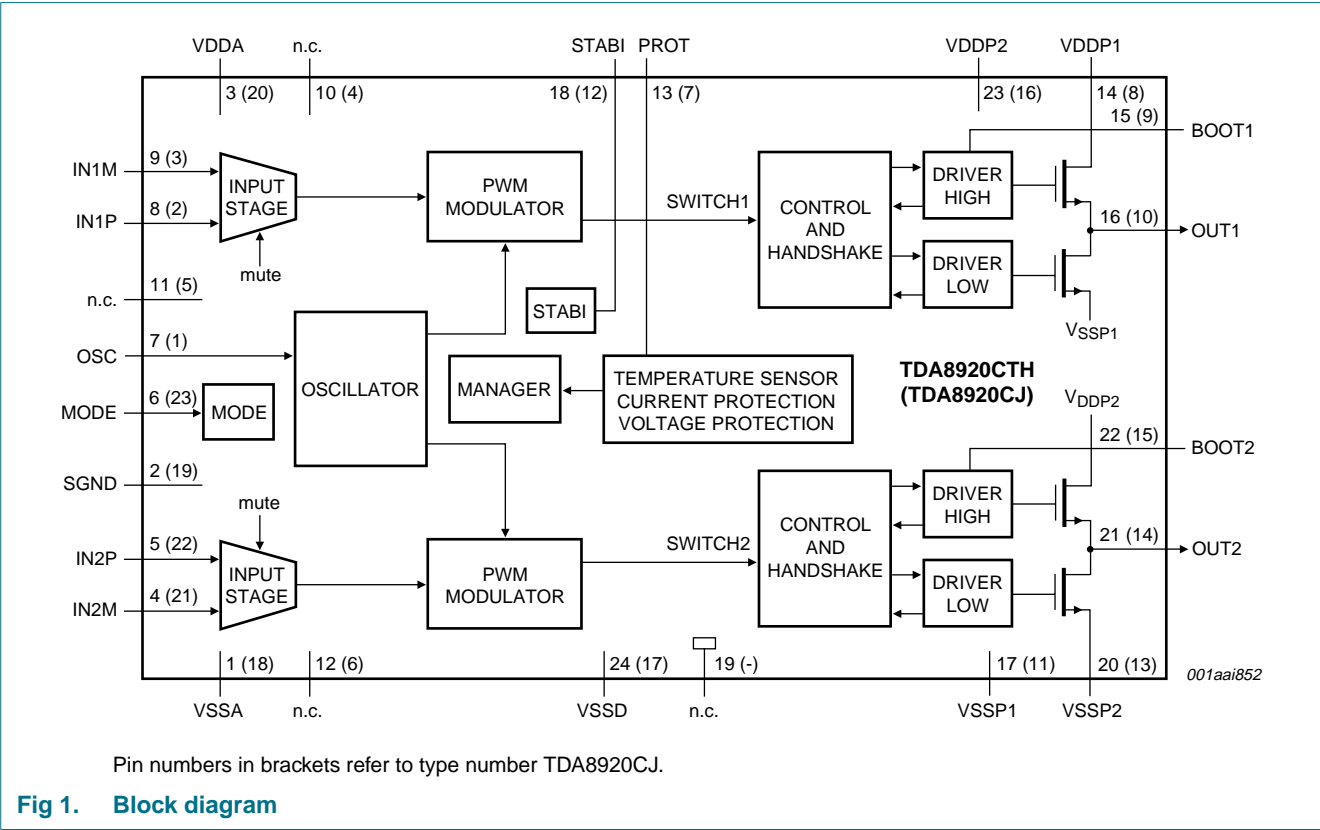 VDDA n.c. STABI PROT VDDP2 VDDP1
3 (20) 10 (4) 18 (12) 13 (7) 23 (16) 14 (8)
15 (9) BOOT1
IN1M 9 (3)
INPUT
STAGE
IN1P 8 (2)
mute
PWM
MODULATOR
SWITCH1
CONTROL
AND
HANDSHAKE
DRIVER
HIGH
DRIVER
LOW
16 (10) OUT1
VSSP1
n.c. 11 (5)
STABI
OSC 7 (1)
OSCILLATOR
MANAGER
TEMPERATURE SENSOR
CURRENT PROTECTION
VOLTAGE PROTECTION
TDA8920CTH
(TDA8920CJ)
MODE 6 (23)
MODE
VDDP2
22 (15) BOOT2
SGND 2 (19)
mute
IN2P 5 (22)
INPUT
STAGE
IN2M 4 (21)
PWM
MODULATOR
SWITCH2
CONTROL
AND
HANDSHAKE
DRIVER
HIGH
DRIVER
LOW
21 (14) OUT2
1 (18) 12 (6) 24 (17) 19 (-) 17 (11) 20 (13)
VSSA n.c. VSSD n.c. VSSP1 VSSP2
001aai852
Pin numbers in brackets refer to type number TDA8920CJ.
Fig 1. Block diagram